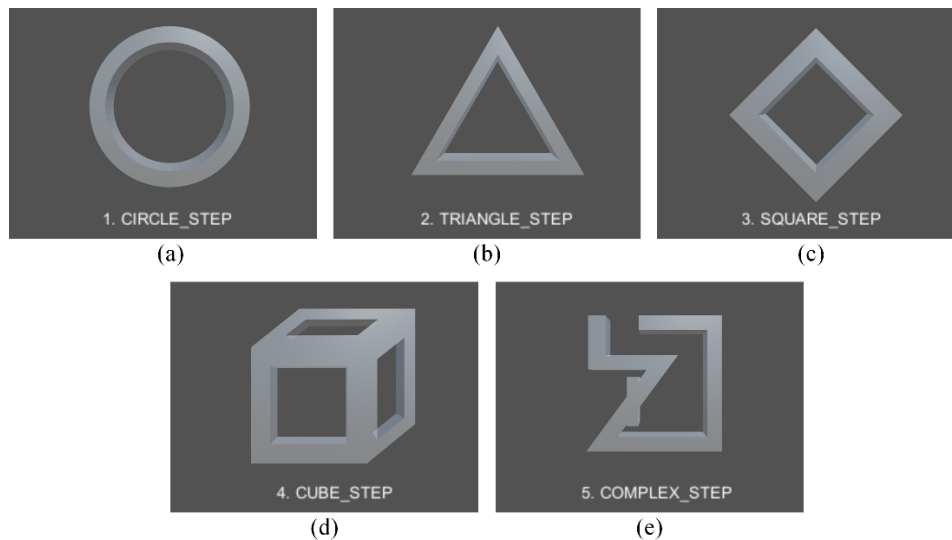 1. CIRCLE_STEP
2. TRIANGLE_STEP
3. SQUARE_STEP
(a)
(b)
(c)
4. CUBE_STEP
5. COMPLEX_STEP
(d)
(e)